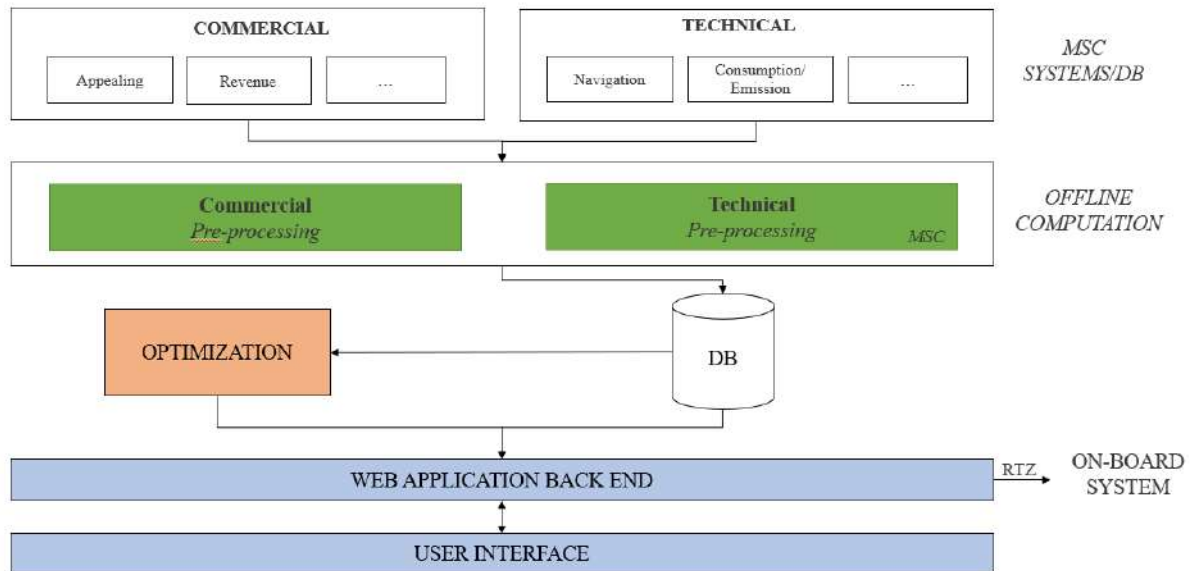 COMMERCIAL
TECHNICAL
MSC
SYSTEMS/DB
Appealing
Revenue
...
Navigation
Consumption/
Emission
...
Commercial
Pre-processing
Technical
Pre-processing
MSC
OFFLINE
COMPUTATION
OPTIMIZATION
DB
WEB APPLICATION BACK END
RTZ
ON-BOARD
SYSTEM
USER INTERFACE